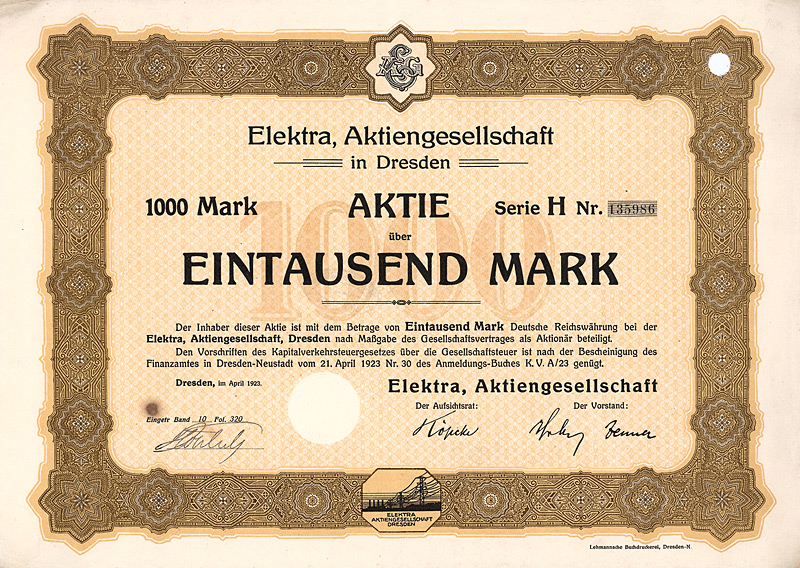 Elektra, Aktiengesellschaft
in Dresden
1000 Mark AKTIE Serie H Nr. 135986
über
1000
EINTAUSEND MARK
Der Inhaber dieser Aktie ist mit dem Betrage von Eintausend Mark Deutsche Reichswährung bei der
Elektra, Aktiengesellschaft, Dresden nach Maßgabe des Gesellschaftsvertrages als Aktionär beteiligt.
Den Vorschriften des Kapitalverkehrsteuergesetzes über die Gesellschaftsteuer ist nach der Bescheinigung des
Finanzamtes in Dresden-Neustadt vom 21. April 1923 Nr. 30 des Anmeldungs-Buches K. V. A/23 genügt.
Dresden, im April 1923.
Elektra, Aktiengesellschaft
Der Aufsichtsrat: Der Vorstand:
Eingetr Band 10 Fol. 320
Köpcke
ELEKTRA
AKTIENGESELLSCHAFT
DRESDEN
Lehmannsche Buchdruckerei, Dresden-N.